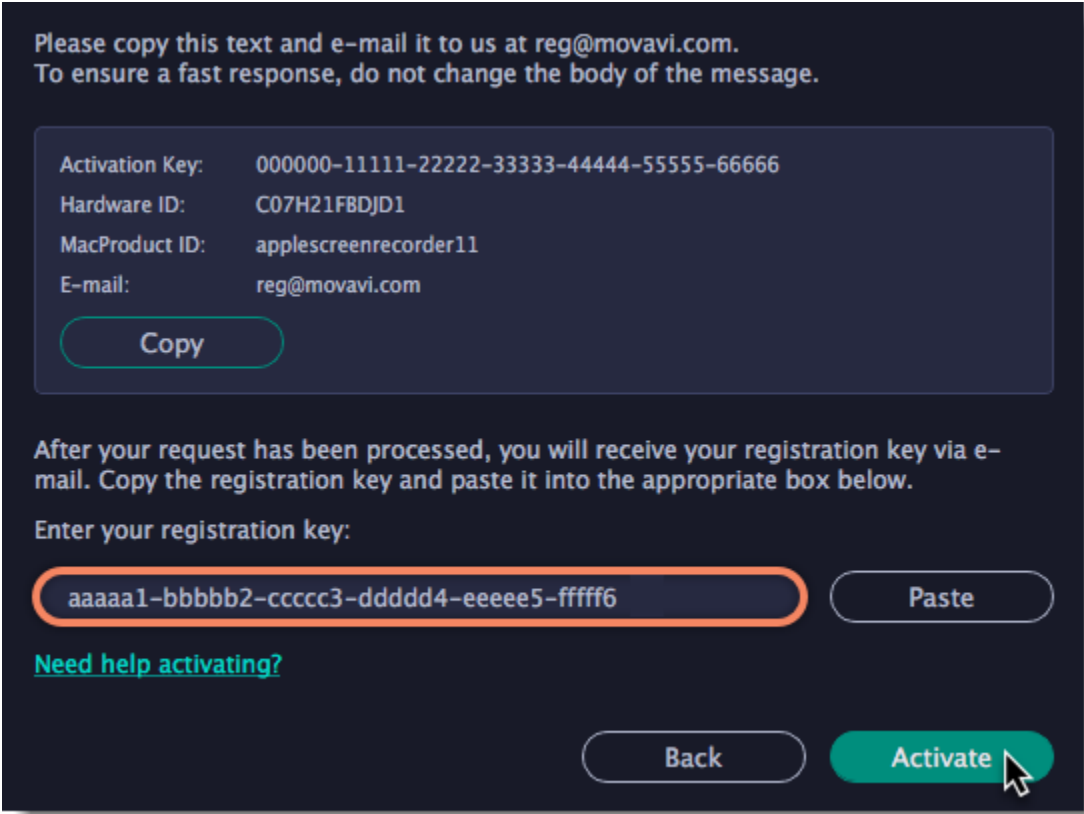 Please copy this text and e-mail it to us at reg@movavi.com.
To ensure a fast response, do not change the body of the message.
Activation Key: 000000-11111-22222-33333-44444-55555-66666
Hardware ID: C07H21FBDJD1
MacProduct ID: applescreenrecorder11
E-mail: reg@movavi.com
Copy
After your request has been processed, you will receive your registration key via e-
mail. Copy the registration key and paste it into the appropriate box below.
Enter your registration key:
aaaaa1-bbbbb2-ccccc3-ddddd4-eeeee5-fffff6 Paste
Need help activating?
Back Activate